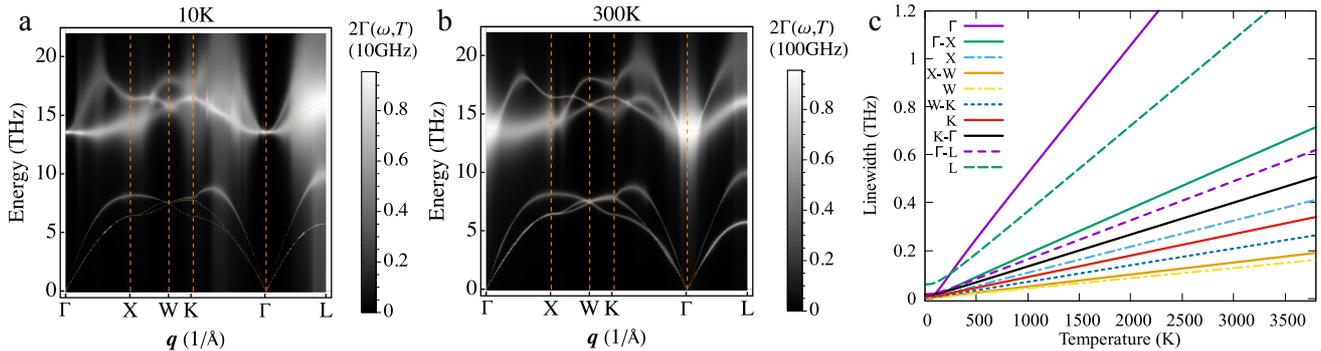 a
10K
2Γ(ω,T)
(10GHz)
20
15
10
5
0
Energy (THz)
Γ
X
W
K
Γ
L
q (1/Å)
0.8
0.6
0.4
0.2
0
b
300K
2Γ(ω,T)
(100GHz)
20
15
10
5
0
Energy (THz)
Γ
X
W
K
Γ
L
q (1/Å)
0.8
0.6
0.4
0.2
0
c
1.2
1
0.8
0.6
0.4
0.2
0
Linewidth (THz)
Γ
Γ-X
X
X-W
W
W-K
K
K-Γ
Γ-L
L
0
500
1000
1500
2000
2500
3000
3500
Temperature (K)